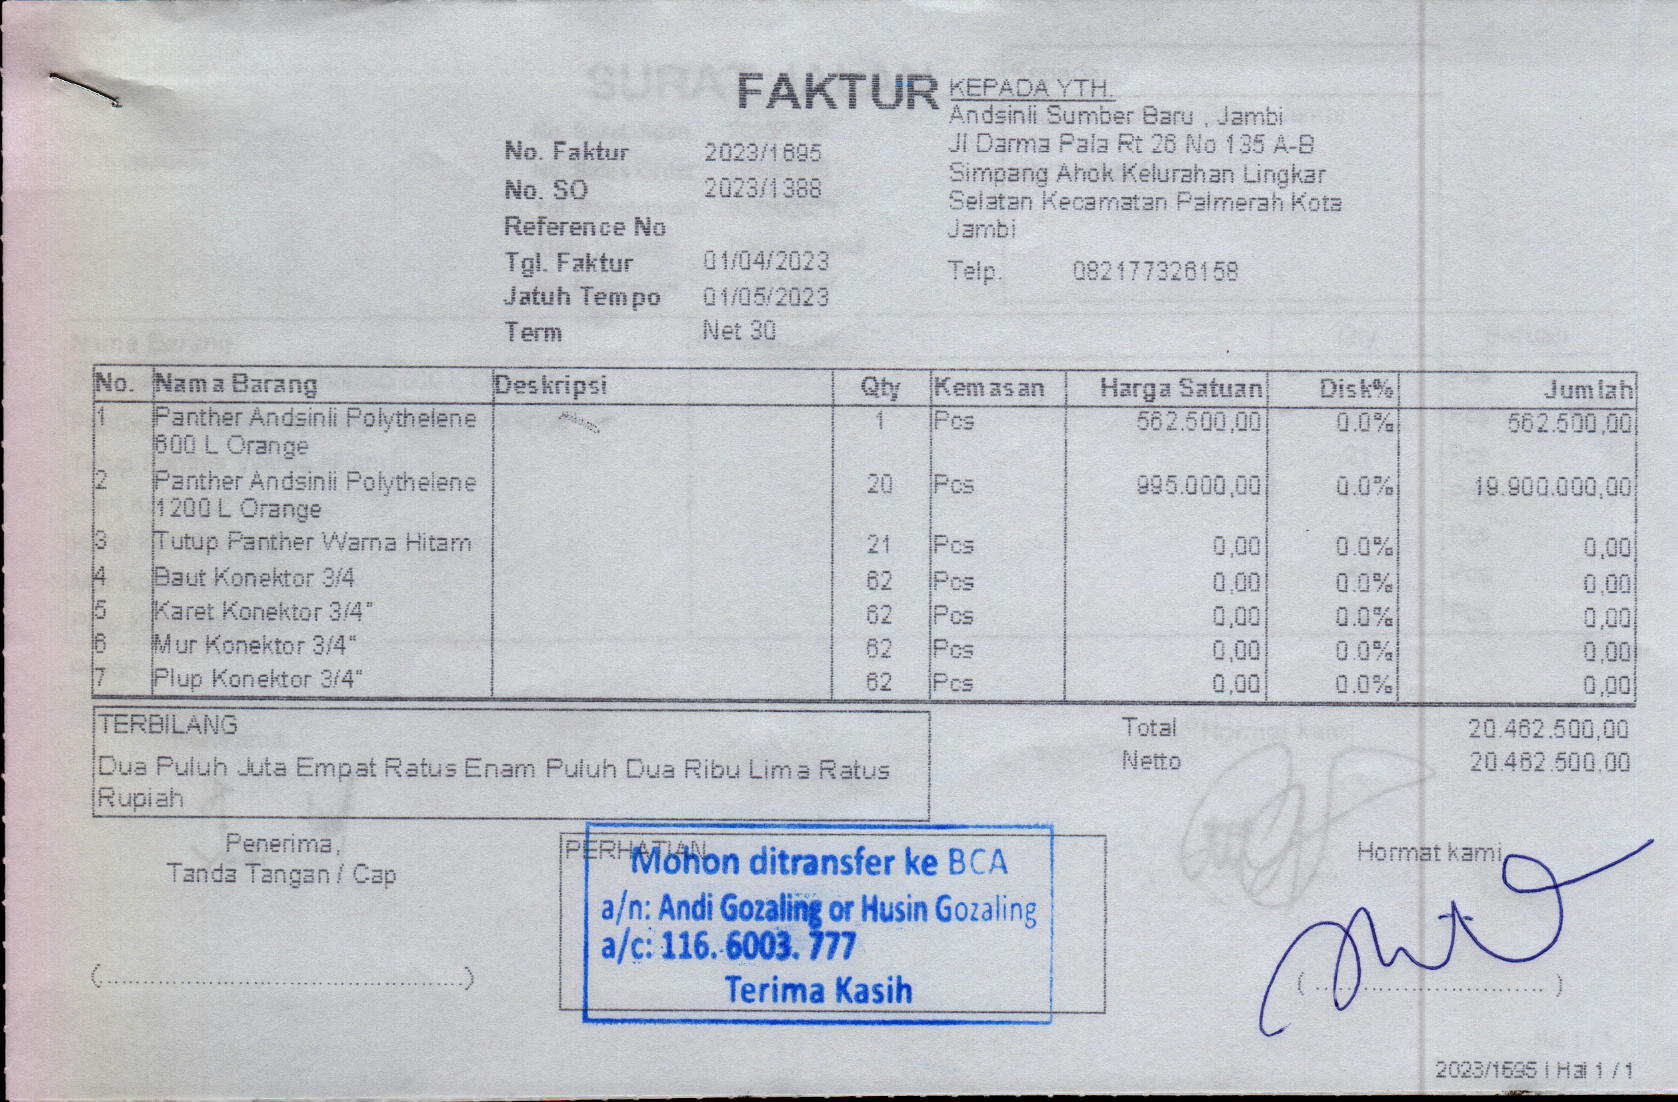 FAKTUR
KEPADA YTH.
Andsinli Sumber Baru , Jambi
Jl Darma Pala Rt 26 No 135 A-B
Simpang Ahok Kelurahan Lingkar
Selatan Kecamatan Palmerah Kota
Jambi
Telp. 082177326158
No. Faktur 2023/1695
No. SO 2023/1388
Reference No
Tgl. Faktur 01/04/2023
Jatuh Tempo 01/05/2023
Term Net 30
No. Nama Barang Deskripsi Qty Kemasan Harga Satuan Disk% Jumlah
1 Panther Andsinlii Polythelene 1 Pcs 562.500,00 0.0% 562.500,00
600 L Orange
2 Panther Andsinlii Polythelene 20 Pcs 995.000,00 0.0% 19.900.000,00
1200 L Orange
3 Tutup Panther Warna Hitam 21 Pcs 0,00 0.0% 0,00
4 Baut Konektor 3/4 62 Pcs 0,00 0.0% 0,00
5 Karet Konektor 3/4" 62 Pcs 0,00 0.0% 0,00
6 Mur Konektor 3/4" 62 Pcs 0,00 0.0% 0,00
7 Plup Konektor 3/4" 62 Pcs 0,00 0.0% 0,00
TERBILANG
Dua Puluh Juta Empat Ratus Enam Puluh Dua Ribu Lima Ratus
Rupiah
Total 20.462.500,00
Netto 20.462.500,00
Penerima,
Tanda Tangan / Cap
(..............................................)
PERHATIAN
Mohon ditransfer ke BCA
a/n: Andi Gozaling or Husin Gozaling
a/c: 116. 6003. 777
Terima Kasih
Hormat kami
( .............................. )
2023/1695 | Hal 1 / 1